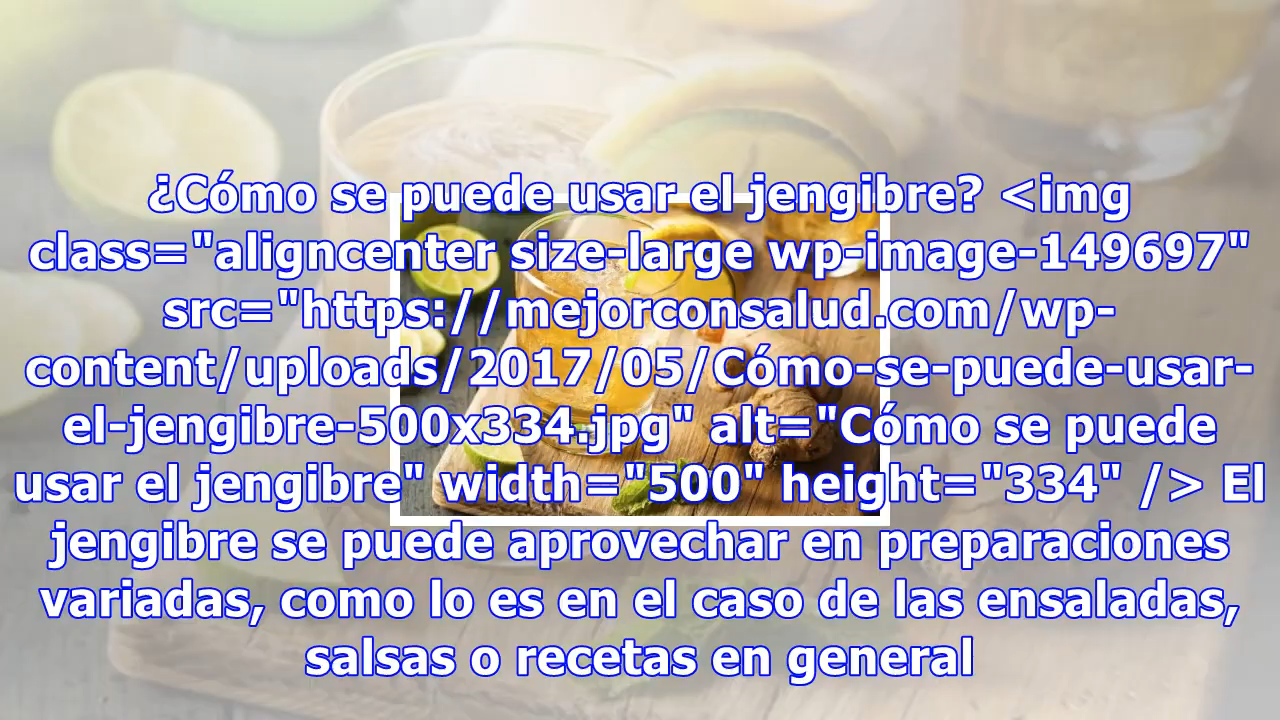 ¿Cómo se puede usar el jengibre? <img
class="aligncenter size-large wp-image-149697"
src="https://mejorconsalud.com/wp-
content/uploads/2017/05/Cómo-se-puede-usar-
el-jengibre-500x334.jpg" alt="Cómo se puede
usar el jengibre" width="500" height="334" /> El
jengibre se puede aprovechar en preparaciones
variadas, como lo es en el caso de las ensaladas,
salsas o recetas en general